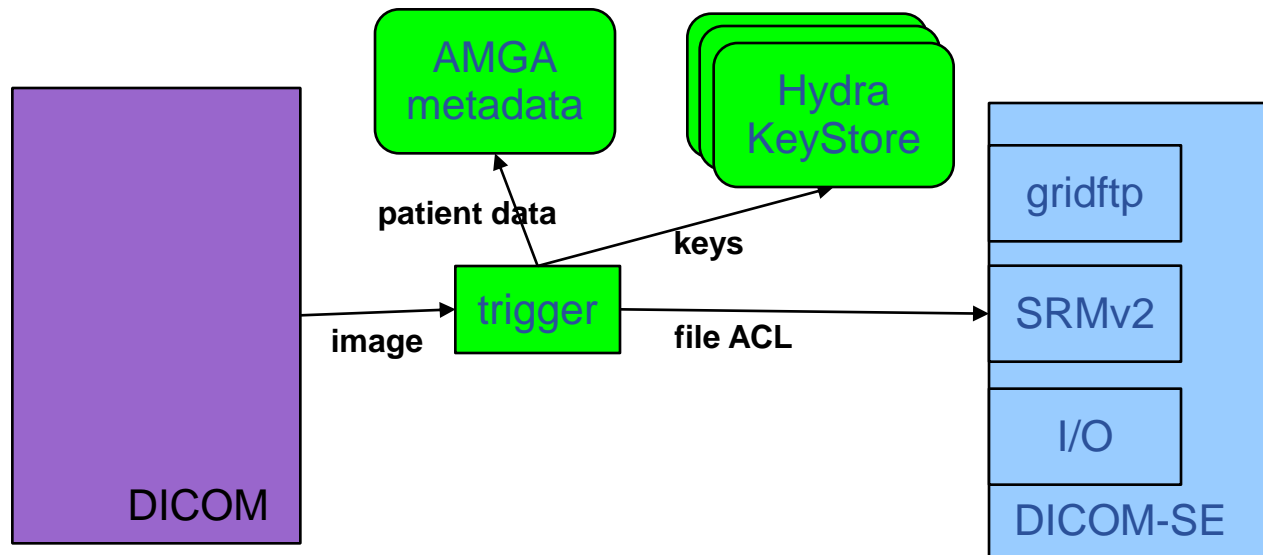 AMGA
metadata
Hydra
KeyStore
patient data
keys
gridftp
trigger
image
file ACL
SRMv2
I/O
DICOM
DICOM-SE